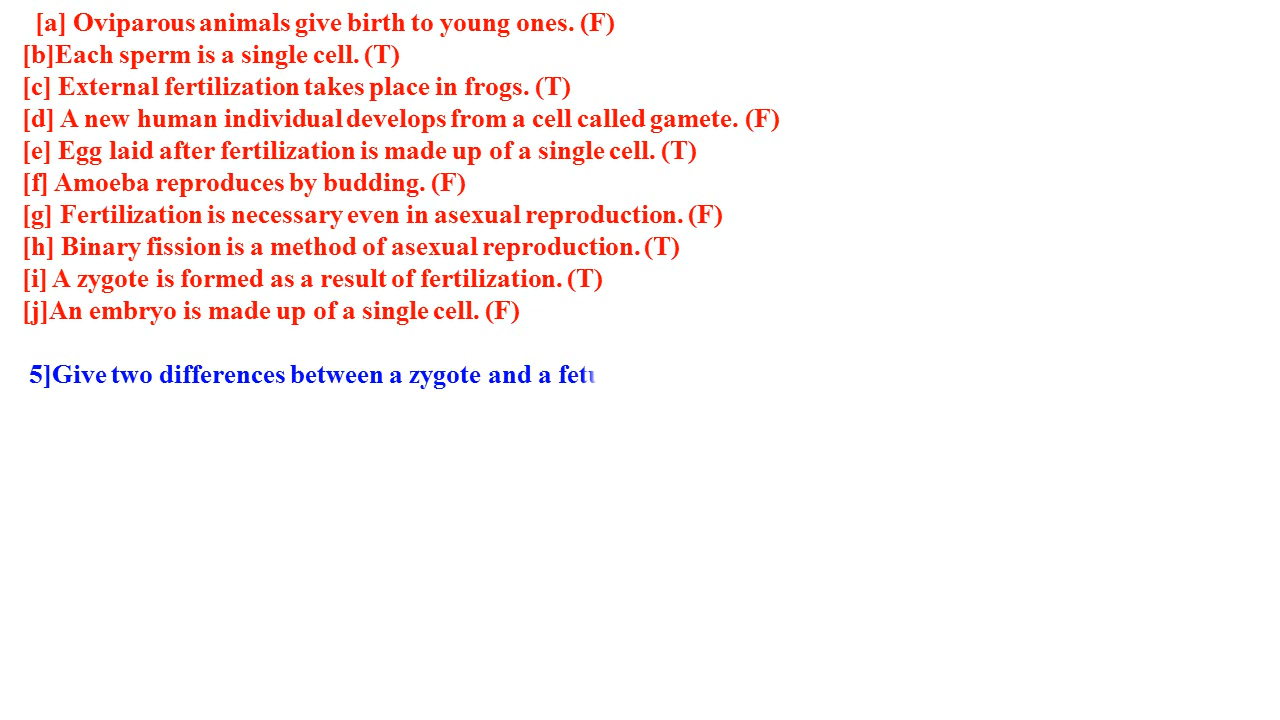 [a] Oviparous animals give birth to young ones. (F)
[b]Each sperm is a single cell. (T)
[c] External fertilization takes place in frogs. (T)
[d] A new human individual develops from a cell called gamete. (F)
[e] Egg laid after fertilization is made up of a single cell. (T)
[f] Amoeba reproduces by budding. (F)
[g] Fertilization is necessary even in asexual reproduction. (F)
[h] Binary fission is a method of asexual reproduction. (T)
[i] A zygote is formed as a result of fertilization. (T)
[j]An embryo is made up of a single cell. (F)
5]Give two differences between a zygote and a fetu